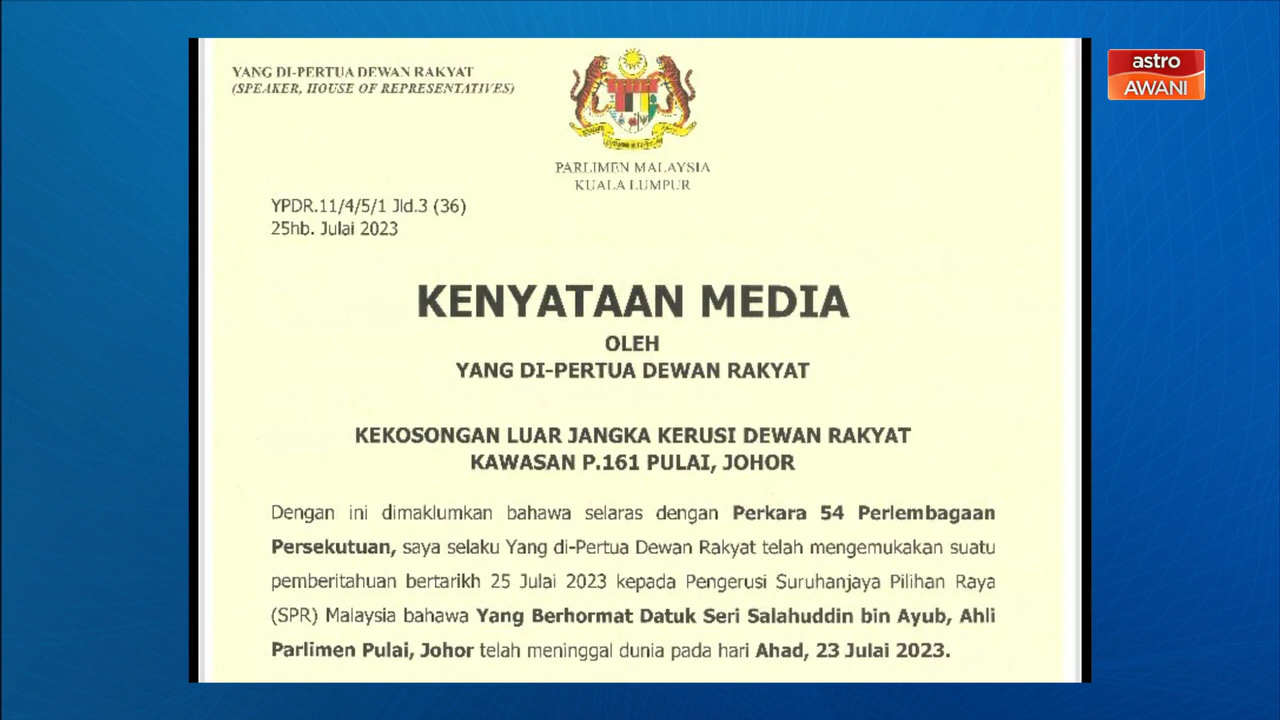 YANG DI-PERTUA DEWAN RAKYAT
(SPEAKER, HOUSE OF REPRESENTATIVES)
astro
AWANI
PARLIMEN MALAYSIA
KUALA LUMPUR
YPDR.11/4/5/1 Jld.3 (36)
25hb. Julai 2023
KENYATAAN MEDIA
OLEH
YANG DI-PERTUA DEWAN RAKYAT
KEKOSONGAN LUAR JANGKA KERUSI DEWAN RAKYAT
KAWASAN P.161 PULAI, JOHOR
Dengan ini dimaklumkan bahawa selaras dengan Perkara 54 Perlembagaan
Persekutuan, saya selaku Yang di-Pertua Dewan Rakyat telah mengemukakan suatu
pemberitahuan bertarikh 25 Julai 2023 kepada Pengerusi Suruhanjaya Pilihan Raya
(SPR) Malaysia bahawa Yang Berhormat Datuk Seri Salahuddin bin Ayub, Ahli
Parlimen Pulai, Johor telah meninggal dunia pada hari Ahad, 23 Julai 2023.